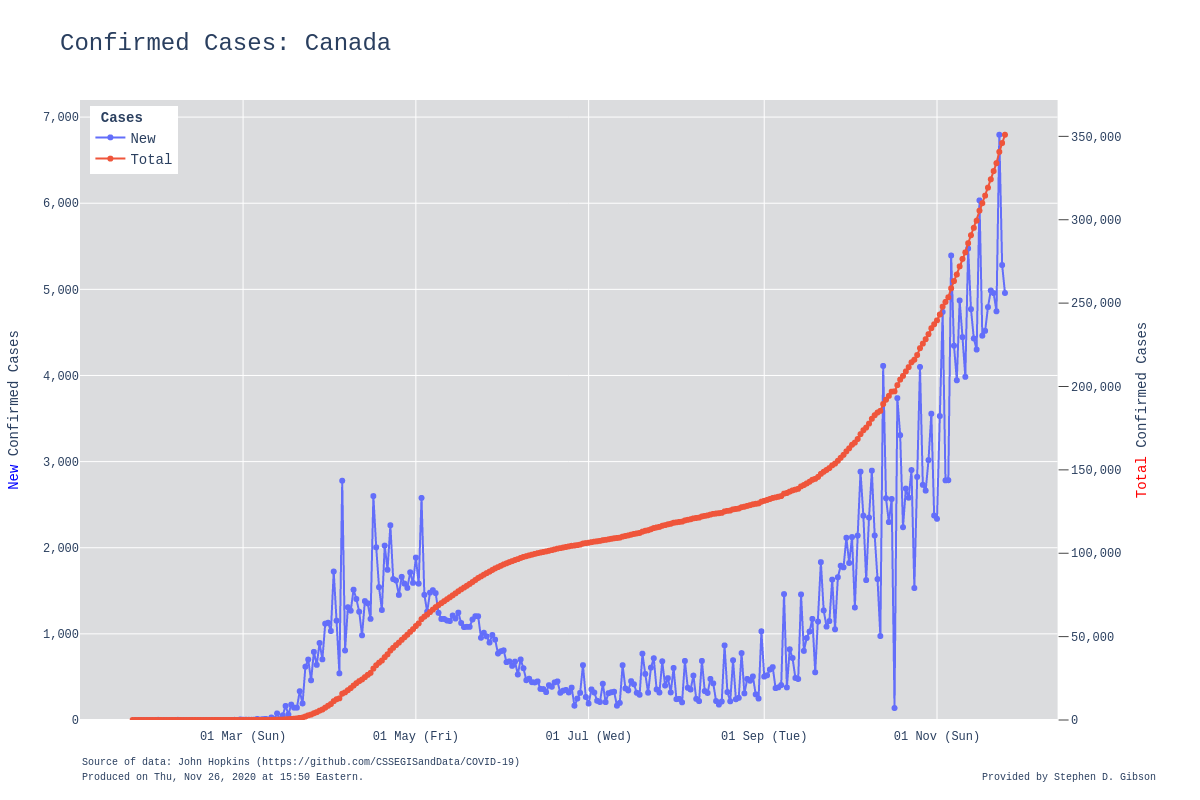 Confirmed Cases: Canada
Cases
New
Total
7,000
6,000
5,000
4,000
3,000
2,000
1,000
0
New Confirmed Cases
350,000
300,000
250,000
200,000
150,000
100,000
50,000
0
Total Confirmed Cases
01 Mar (Sun)
01 May (Fri)
01 Jul (Wed)
01 Sep (Tue)
01 Nov (Sun)
Source of data: John Hopkins (https://github.com/CSSEGISandData/COVID-19)
Produced on Thu, Nov 26, 2020 at 15:50 Eastern.
Provided by Stephen D. Gibson